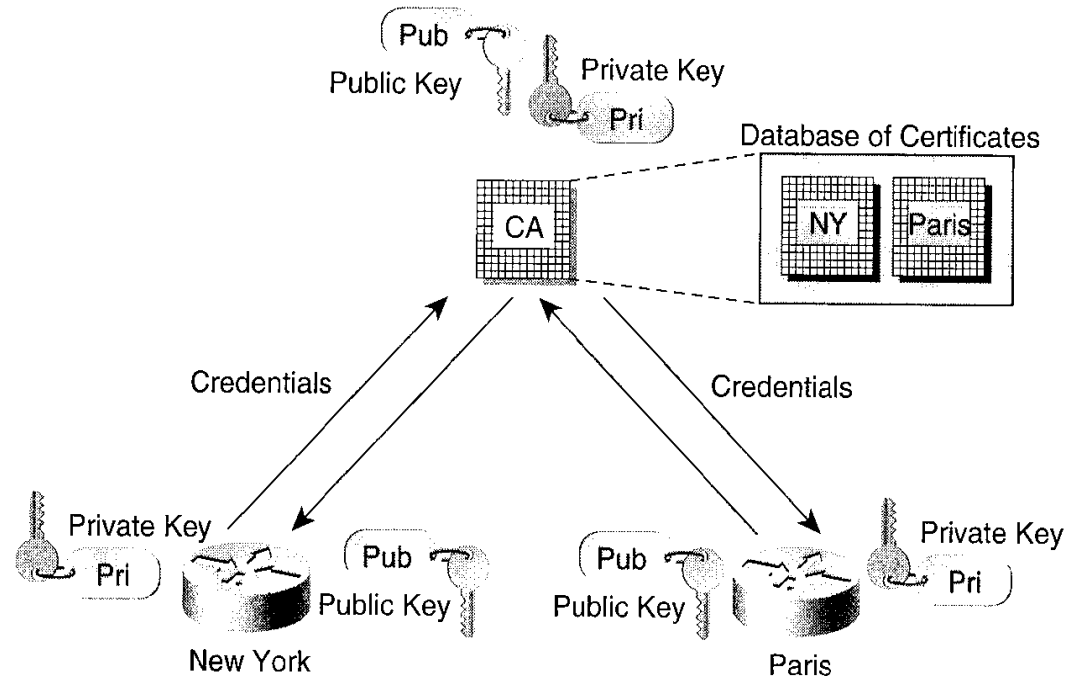 Pub
Public Key
Private Key
Pri
Database of Certificates
CA
NY
Paris
Credentials
Credentials
Private Key
Pri
Pub
Public Key
New York
Pub
Public Key
Private Key
Pri
Paris